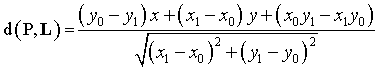 d(P,L) = ((y₀ − y₁)x + (x₁ − x₀)y + (x₀y₁ − x₁y₀)) / √((x₁ − x₀)² + (y₁ − y₀)²)